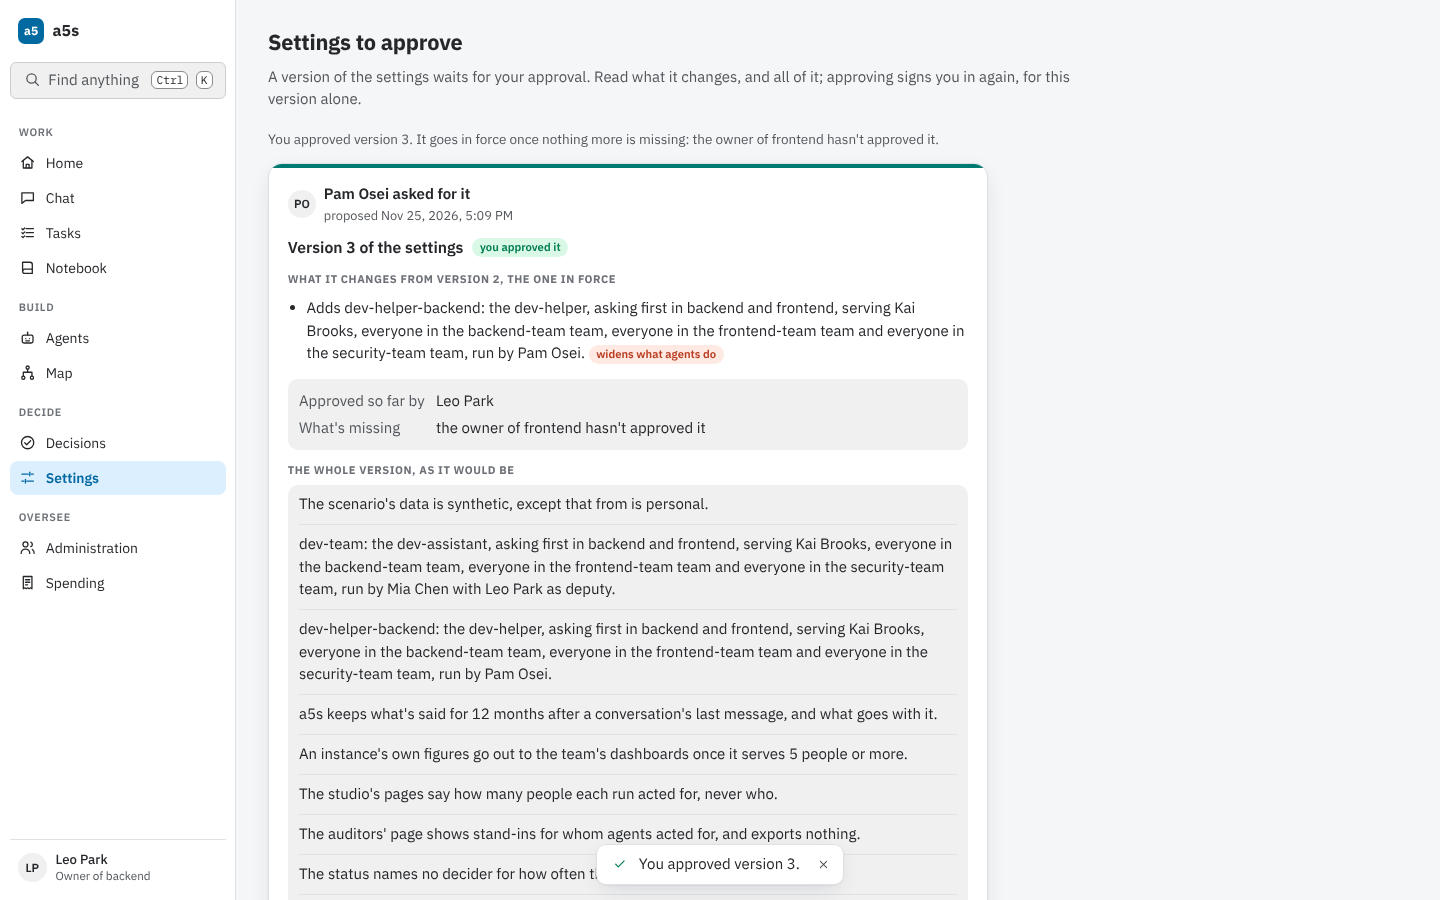 a5 a5s
Find anything Ctrl K
WORK
Home
Chat
Tasks
Notebook
BUILD
Agents
Map
DECIDE
Decisions
Settings
OVERSEE
Administration
Spending
LP Leo Park
Owner of backend
Settings to approve
A version of the settings waits for your approval. Read what it changes, and all of it; approving signs you in again, for this
version alone.
You approved version 3. It goes in force once nothing more is missing: the owner of frontend hasn't approved it.
PO Pam Osei asked for it
proposed Nov 25, 2026, 5:09 PM
Version 3 of the settings you approved it
WHAT IT CHANGES FROM VERSION 2, THE ONE IN FORCE
• Adds dev-helper-backend: the dev-helper, asking first in backend and frontend, serving Kai
Brooks, everyone in the backend-team team, everyone in the frontend-team team and everyone in
the security-team team, run by Pam Osei. widens what agents do
Approved so far by Leo Park
What's missing the owner of frontend hasn't approved it
THE WHOLE VERSION, AS IT WOULD BE
The scenario's data is synthetic, except that from is personal.
dev-team: the dev-assistant, asking first in backend and frontend, serving Kai Brooks, everyone in
the backend-team team, everyone in the frontend-team team and everyone in the security-team
team, run by Mia Chen with Leo Park as deputy.
dev-helper-backend: the dev-helper, asking first in backend and frontend, serving Kai Brooks,
everyone in the backend-team team, everyone in the frontend-team team and everyone in the
security-team team, run by Pam Osei.
a5s keeps what's said for 12 months after a conversation's last message, and what goes with it.
An instance's own figures go out to the team's dashboards once it serves 5 people or more.
The studio's pages say how many people each run acted for, never who.
The auditors' page shows stand-ins for whom agents acted for, and exports nothing.
The status names no decider for how often
You approved version 3.